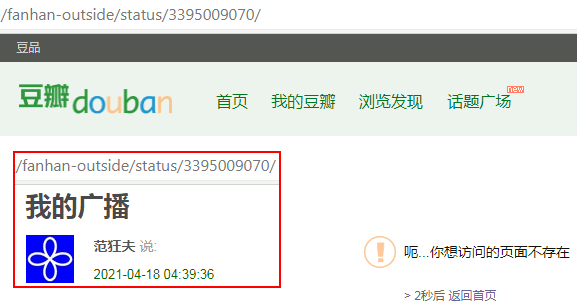 /fanhan-outside/status/3395009070/
豆品
豆瓣douban 首页 我的豆瓣 浏览发现 话题广场 new
/fanhan-outside/status/3395009070/
我的广播
范狂夫 说:
2021-04-18 04:39:36
呃...你想访问的页面不存在
> 2秒后 返回首页